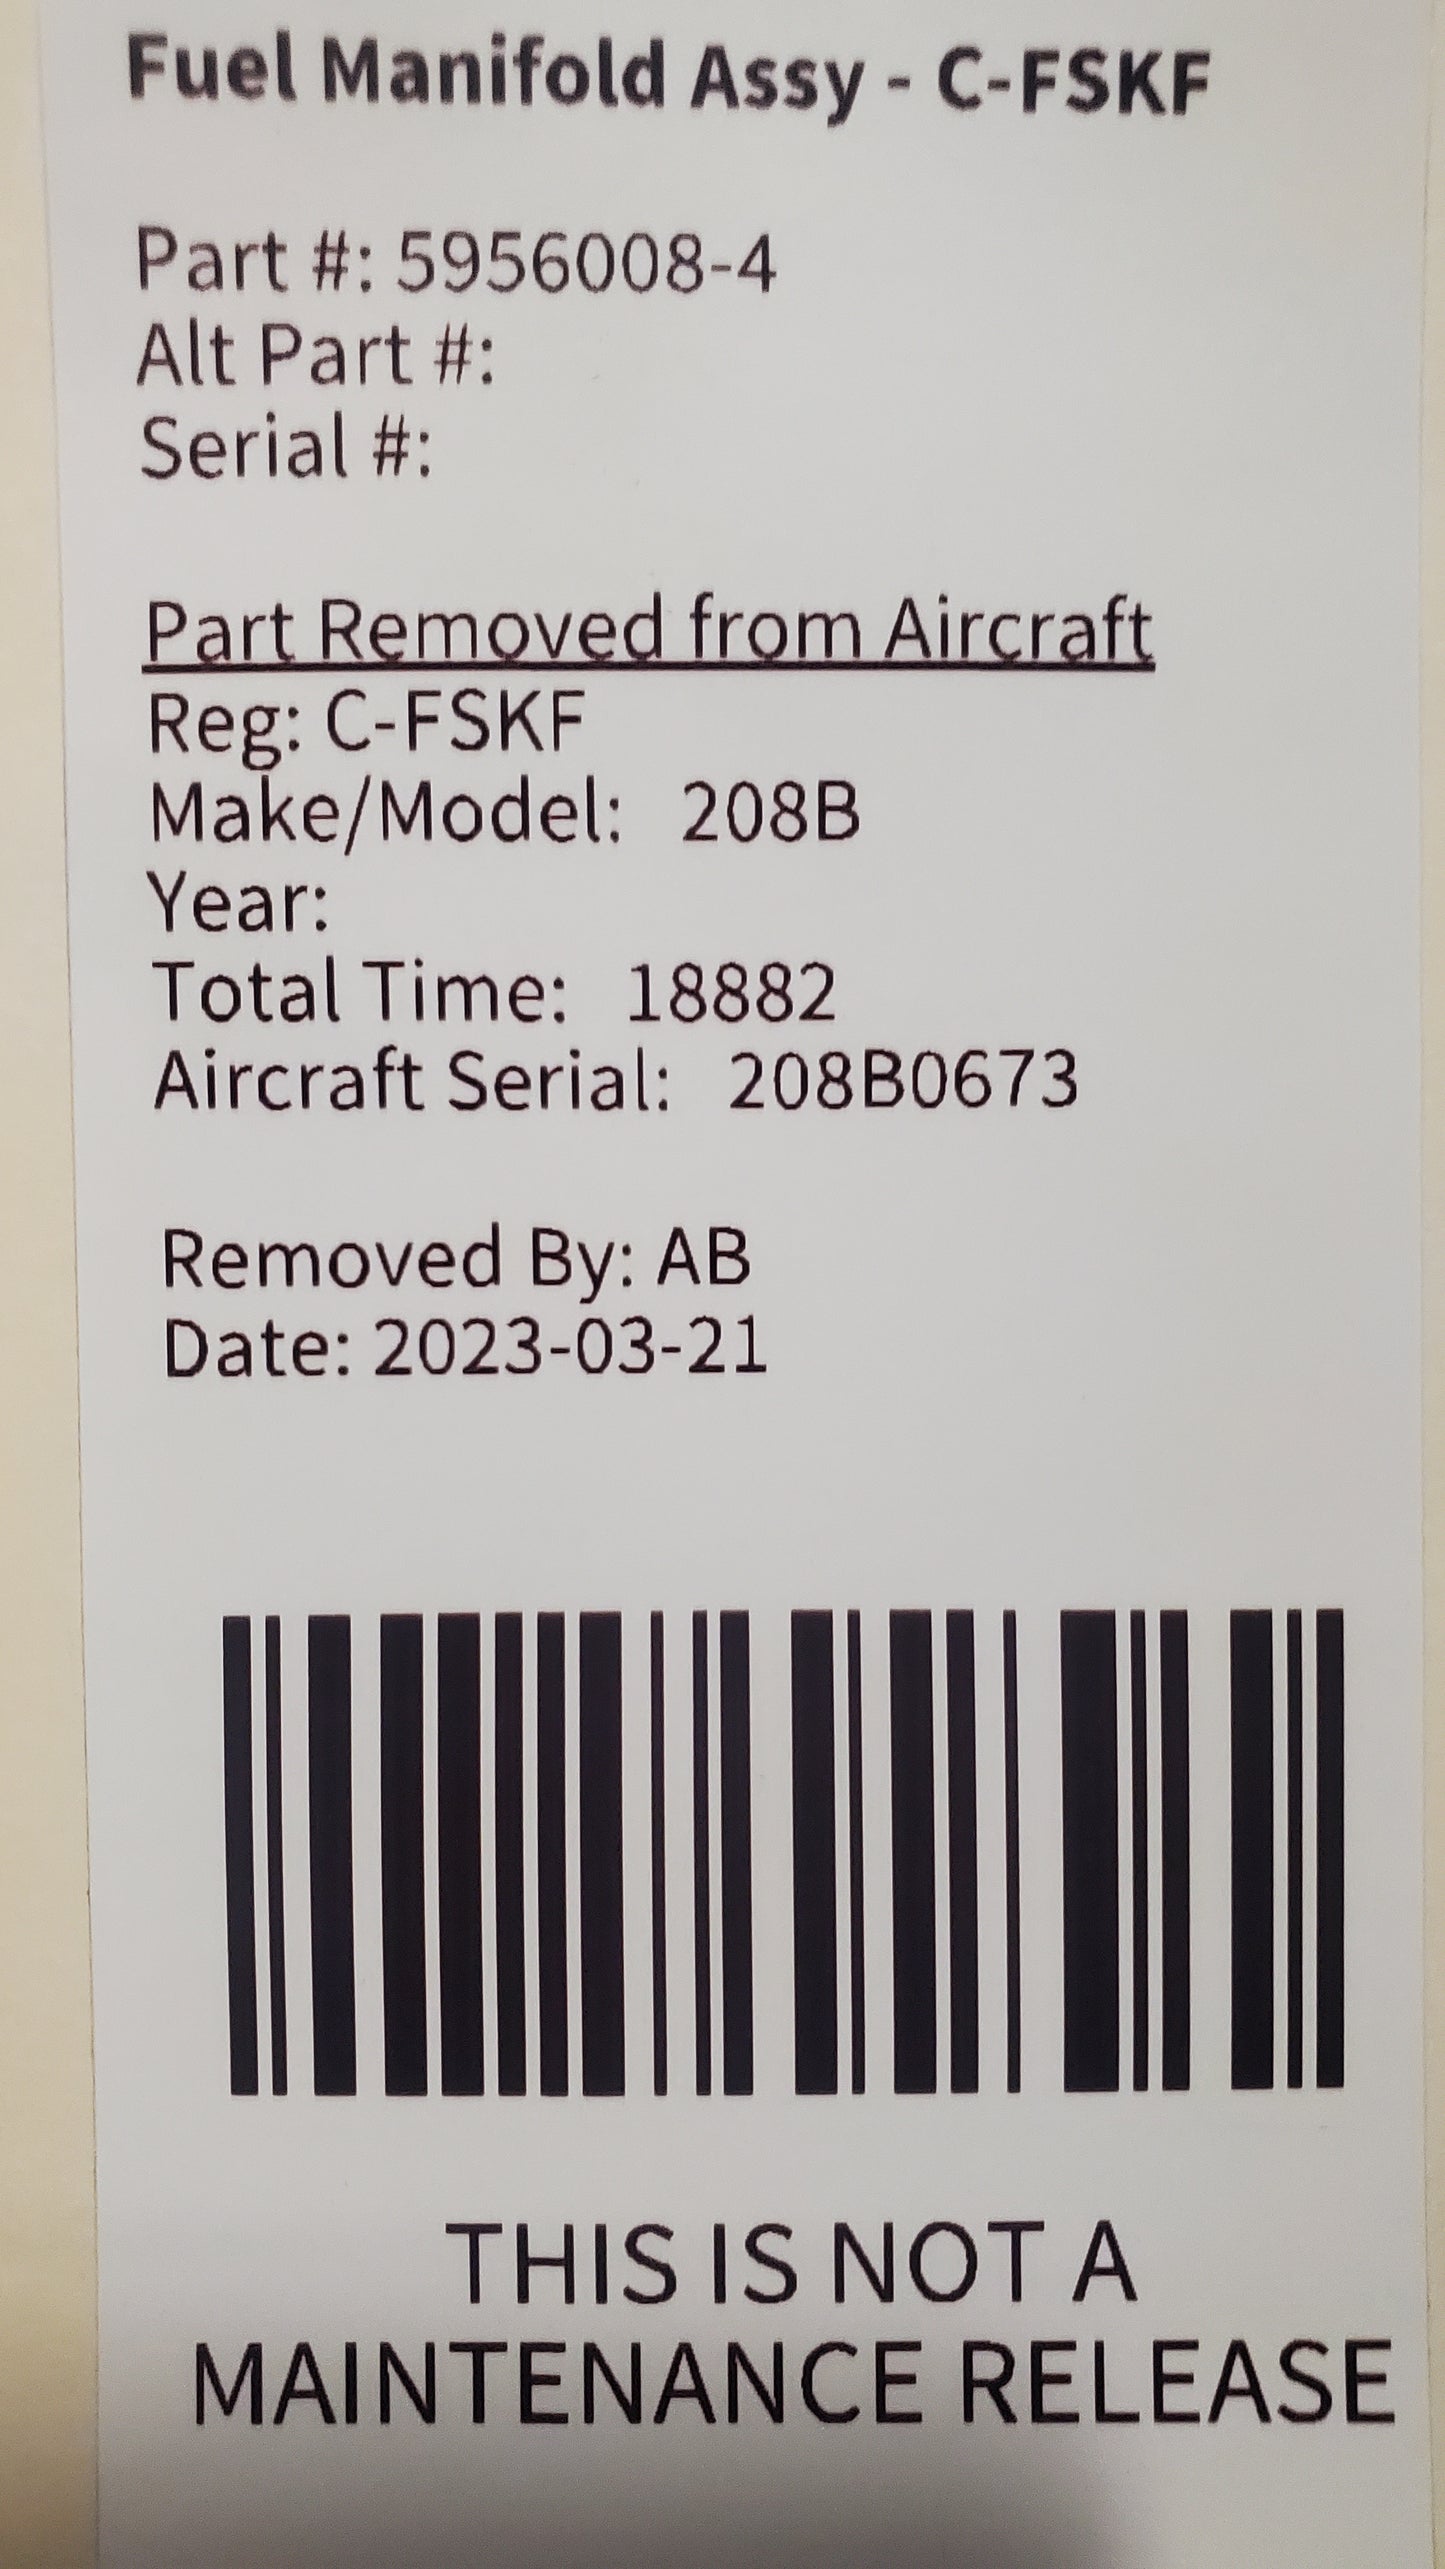 Fuel Manifold Assy - C-FSKF
Part #: 5956008-4
Alt Part #:
Serial #:
Part Removed from Aircraft
Reg: C-FSKF
Make/Model: 208B
Year:
Total Time: 18882
Aircraft Serial: 208B0673
Removed By: AB
Date: 2023-03-21
THIS IS NOT A
MAINTENANCE RELEASE